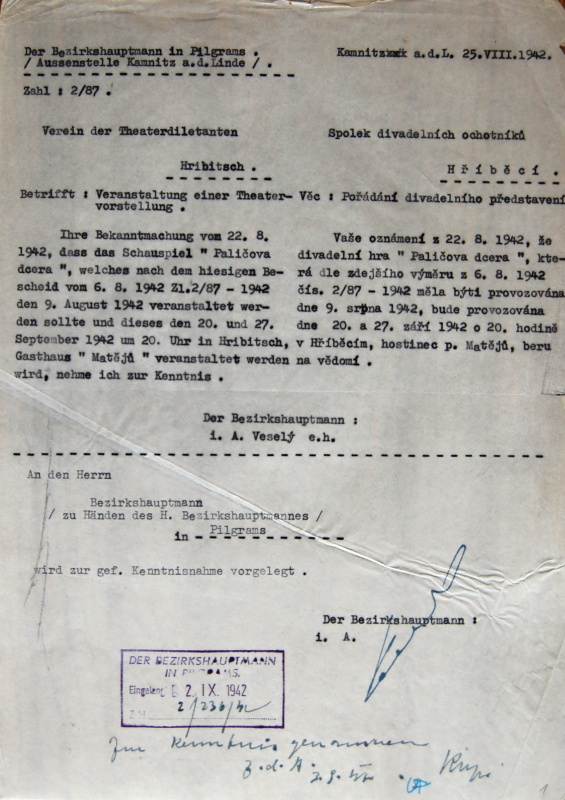 Der Bezirkshauptmann in Pilgrams .
/ Aussenstelle Kamnitz a.d.Linde / .
Kamnitzxxxk a.d.L. 25.VIII.1942.
Zahl : 2/87 .
Verein der Theaterdiletanten
Hribitsch .
Betrifft : Veranstaltung einer Theater-
vorstellung .
Ihre Bekanntmachung vom 22. 8.
1942, dass das Schauspiel " Paličova
dcera ", welches nach dem hiesigen Be-
scheid vom 6. 8. 1942 Zl.2/87 - 1942
den 9. August 1942 veranstaltet wer-
den sollte und dieses den 20. und 27.
September 1942 um 20. Uhr in Hribitsch,
Gasthaus " Matějů " veranstaltet werden
wird, nehme ich zur Kenntnis .
Spolek divadelních ochotníků
Hříběcí .
Věc : Pořádání divadelního představení
Vaše oznámení z 22. 8. 1942, že
divadelní hra " Paličova dcera ", kte-
rá dle zdejšího výměru z 6. 8. 1942
čís. 2/87 - 1942 měla býti provozována
dne 9. srpna 1942, bude provozována
dne 20. a 27. září 1942 o 20. hodině
v Hříběcím, hostinec p. Matějů, beru
na vědomí .
Der Bezirkshauptmann :
i. A. Veselý e.h.
An den Herrn
Bezirkshauptmann
/ zu Händen des H. Bezirkshauptmannes /
in Pilgrams
wird zur gef. Kenntnisnahme vorgelegt .
Der Bezirkshauptmann :
i. A.
DER BEZIRKSHAUPTMANN
IN PILGRAMS.
Eingelangt 2. IX. 1942
2/236/42
Zur Kenntnis genommen
z.d.A.
1